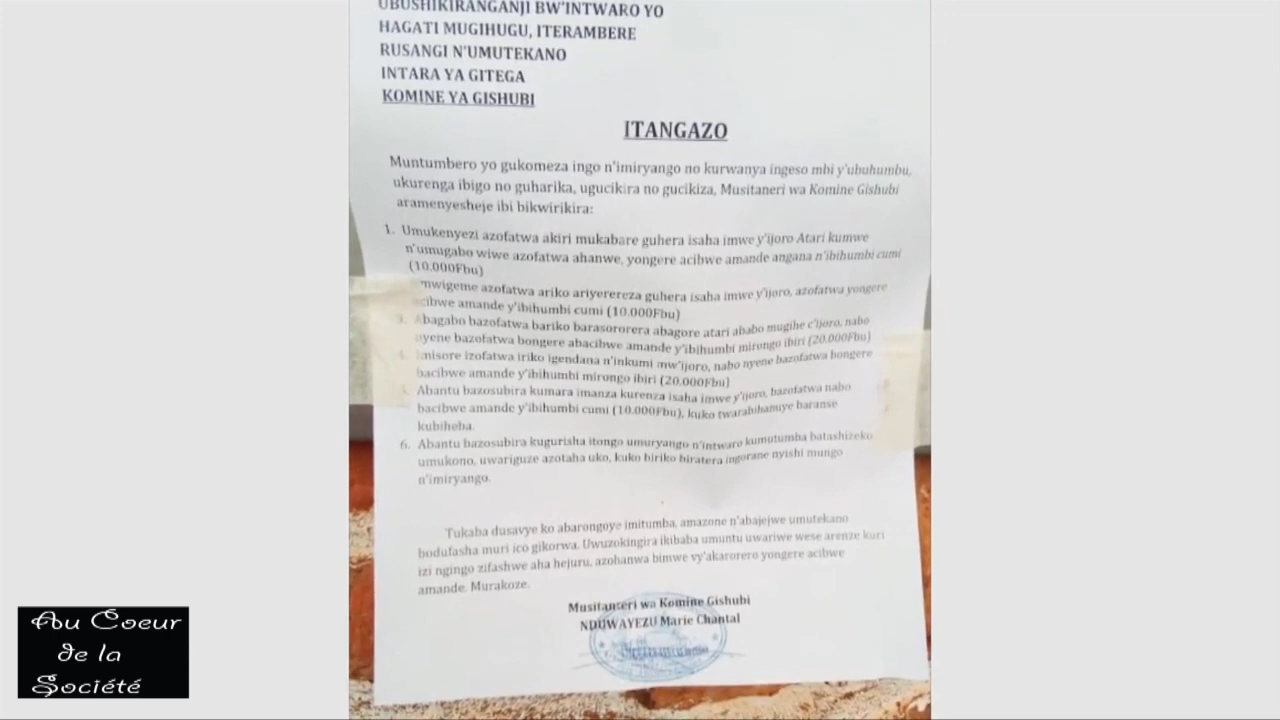 UBUSHIKIRANGANJI BW'INTWARO YO
HAGATI MUGIHUGU, ITERAMBERE
RUSANGI N'UMUTEKANO
INTARA YA GITEGA
KOMINE YA GISHUBI
ITANGAZO
Muntumbero yo gukomeza ingo n'imiryango no kurwanya ingeso mbi y'ubuhumbu,
ukurenga ibigo no guharika, ugucikira no gucikiza, Musitaneri wa Komine Gishubi
aramenyesheje ibi bikwirikira:
1. Umukenyezi azofatwa akiri mukabare guhera isaha imwe y'ijoro Atari kumwe
n'umugabo wiwe azofatwa ahanwe, yongere acibwe amande angana n'ibihumbi cumi
(10.000Fbu)
mwigeme azofatwa ariko ariyerereza guhera isaha imwe y'ijoro, azofatwa yongere
acibwe amande y'ibihumbi cumi (10.000Fbu)
3. Abagabo bazofatwa bariko barasororera abagore atari ababo mugihe c'ijoro, nabo
nyene bazofatwa bongere abacibwe amande y'ibihumbi mirongo ibiri (20.000Fbu)
4. Imisore izofatwa iriko igendana n'inkumi mw'ijoro, nabo nyene bazofatwa bongere
bacibwe amande y'ibihumbi mirongo ibiri (20.000Fbu)
5. Abantu bazosubira kumara imanza kurenza isaha imwe y'ijoro, bazofatwa nabo
bacibwe amande y'ibihumbi cumi (10.000Fbu), kuko twarabihamuye baranse
kubiheba.
6. Abantu bazosubira kugurisha itongo umuryango n'intwaro kumutumba batashizeko
umukono, uwariguze azotaha uko, kuko biriko biratera ingorane nyishi mungo
n'imiryango.
Tukaba dusavye ko abarongoye imitumba, amazone n'abajejwe umutekano
bodufasha muri ico gikorwa. Uwuzokingira ikibaba umuntu uwariwe wese arenze kuri
izi ngingo zifashwe aha hejuru, azohanwa bimwe vy'akarorero yongere acibwe
amande. Murakoze.
Musitanteri wa Komine Gishubi
NDUWAYEZU Marie Chantal
Au Coeur
de la
Société